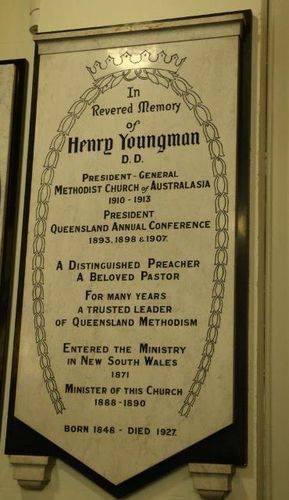 In
Revered Memory
of
Henry Youngman
D.D.
President-General
Methodist Church of Australasia
1910-1913
President
Queensland Annual Conference
1893, 1898 & 1907.
A Distinguished Preacher
A Beloved Pastor
For many years
a trusted leader
of Queensland Methodism
Entered the Ministry
in New South Wales
1871
Minister of this Church
1888-1890
Born 1848 - Died 1927.